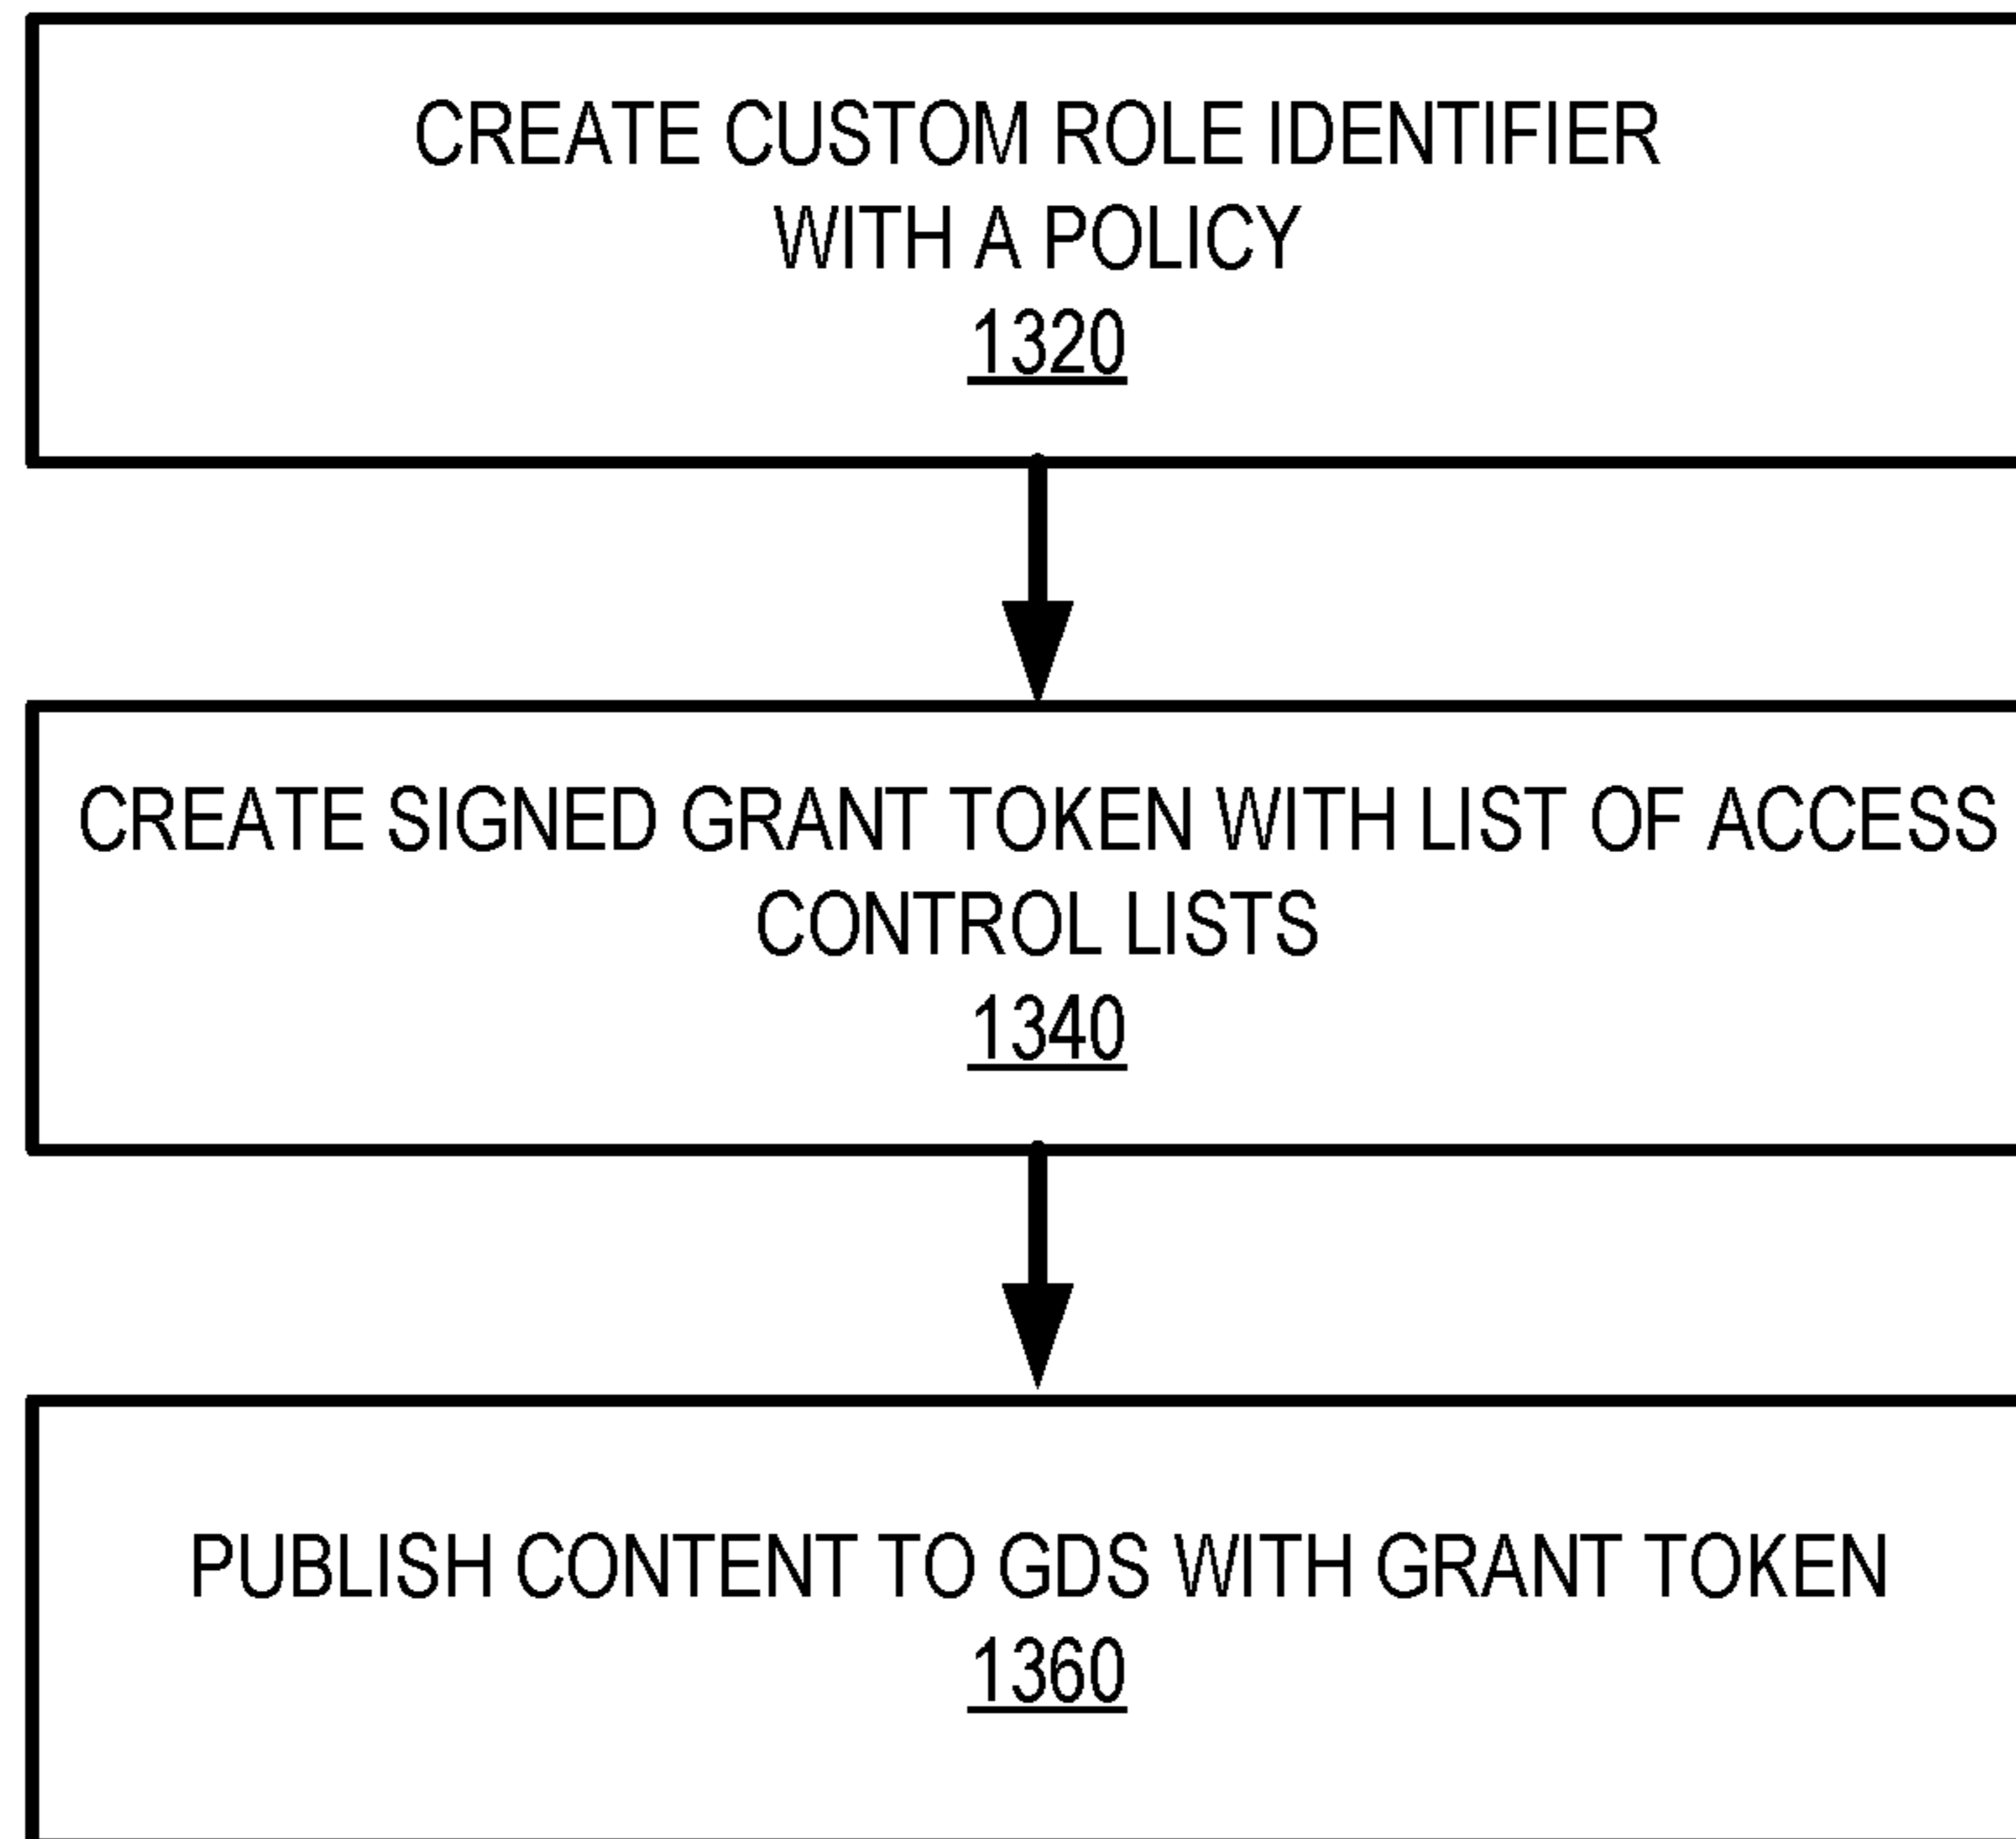 CREATE CUSTOM ROLE IDENTIFIER
WITH A POLICY
1320
CREATE SIGNED GRANT TOKEN WITH LIST OF ACCESS
CONTROL LISTS
1340
PUBLISH CONTENT TO GDS WITH GRANT TOKEN
1360